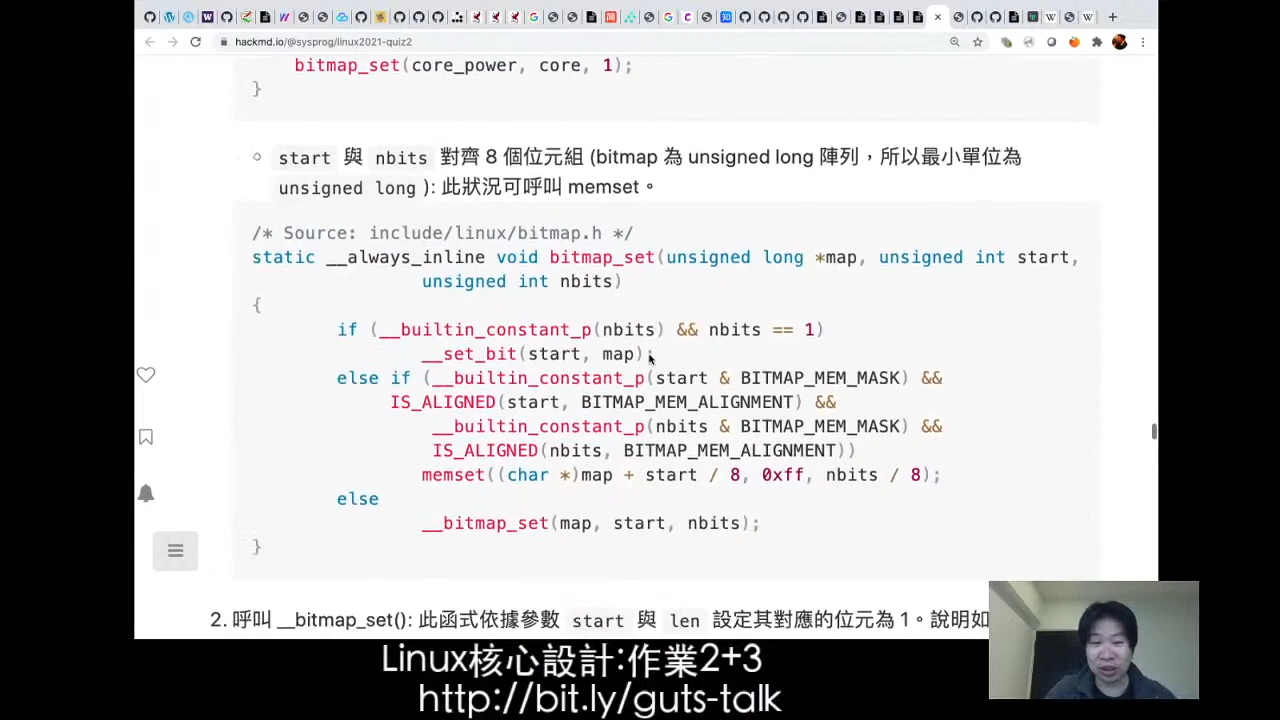 hackmd.io/@sysprog/linux2021-quiz2
bitmap_set(core_power, core, 1);
}
start 與 nbits 對齊 8 個位元組 (bitmap 為 unsigned long 陣列，所以最小單位為
unsigned long ): 此狀況可呼叫 memset。
/* Source: include/linux/bitmap.h */
static __always_inline void bitmap_set(unsigned long *map, unsigned int start,
unsigned int nbits)
{
if (__builtin_constant_p(nbits) && nbits == 1)
__set_bit(start, map);
else if (__builtin_constant_p(start & BITMAP_MEM_MASK) &&
IS_ALIGNED(start, BITMAP_MEM_ALIGNMENT) &&
__builtin_constant_p(nbits & BITMAP_MEM_MASK) &&
IS_ALIGNED(nbits, BITMAP_MEM_ALIGNMENT))
memset((char *)map + start / 8, 0xff, nbits / 8);
else
__bitmap_set(map, start, nbits);
}
2. 呼叫 __bitmap_set(): 此函式依據參數 start 與 len 設定其對應的位元為 1。說明如
Linux核心設計:作業2+3
http://bit.ly/guts-talk